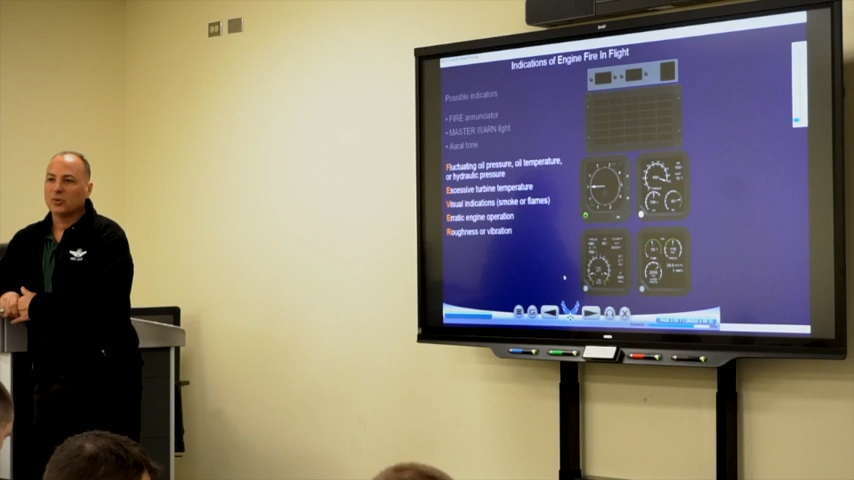 Indications of Engine Fire In Flight
Possible indicators
• FIRE annunciator
• MASTER WARN light
• Aural tone
Fluctuating oil pressure, oil temperature,
or hydraulic pressure
Excessive turbine temperature
Visual indications (smoke or flames)
Erratic engine operation
Roughness or vibration